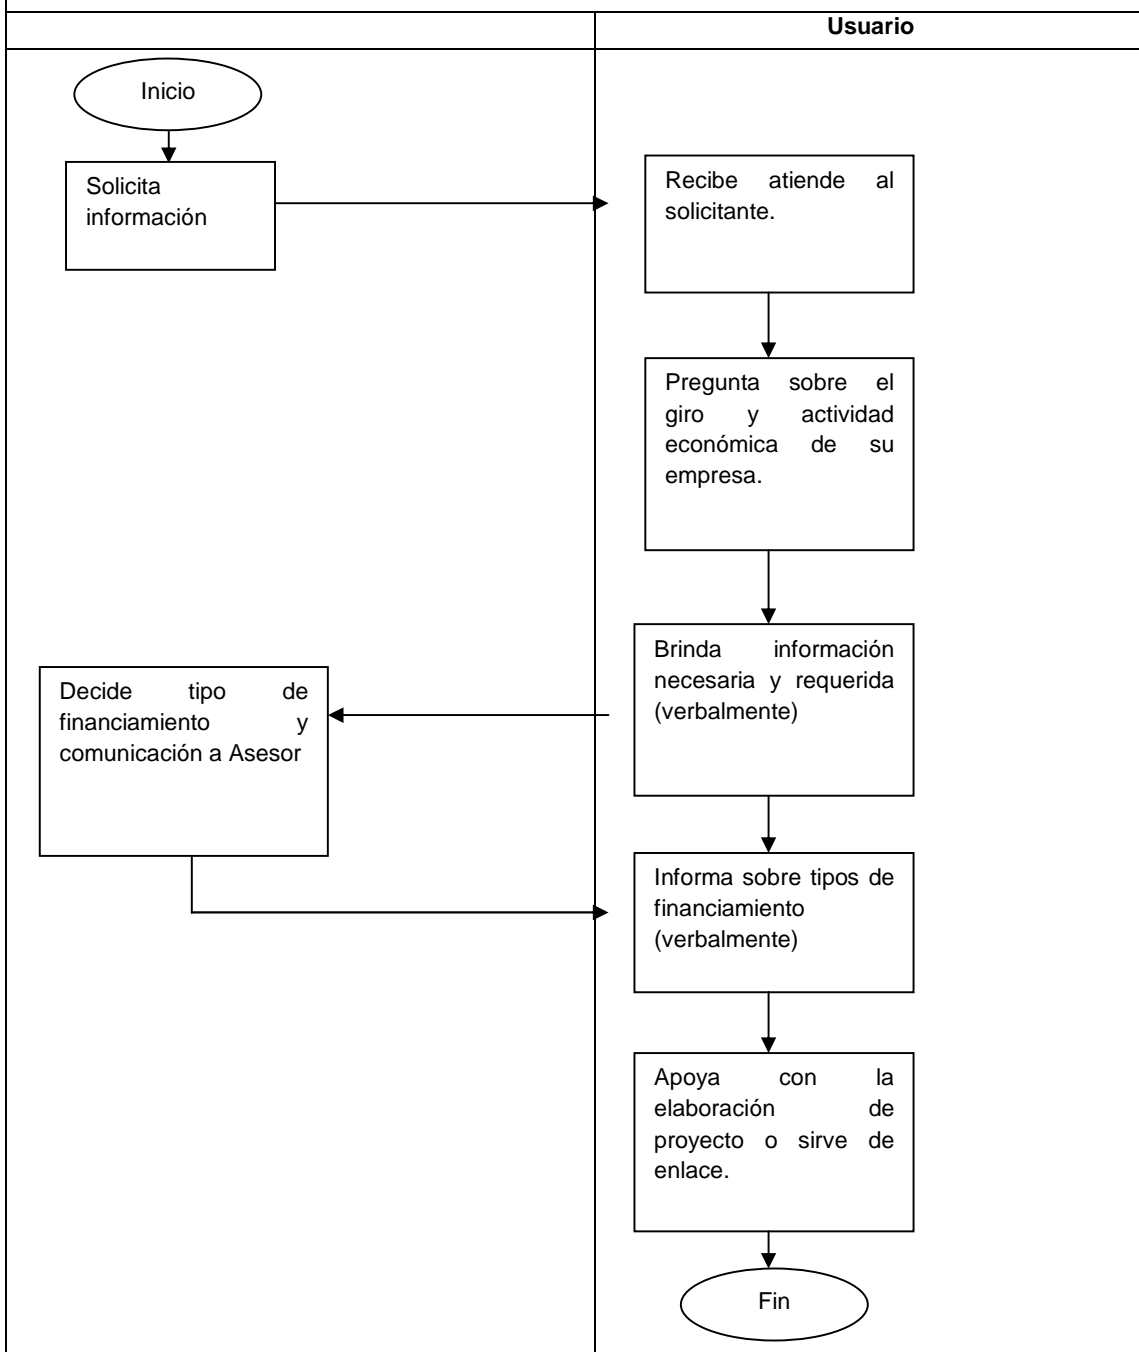 Usuario
Inicio
Solicita
información
Recibe atiende al
solicitante.
Pregunta sobre el
giro y actividad
económica de su
empresa.
Brinda información
necesaria y requerida
(verbalmente)
Decide tipo de
financiamiento y
comunicación a Asesor
Informa sobre tipos de
financiamiento
(verbalmente)
Apoya con la
elaboración de
proyecto o sirve de
enlace.
Fin